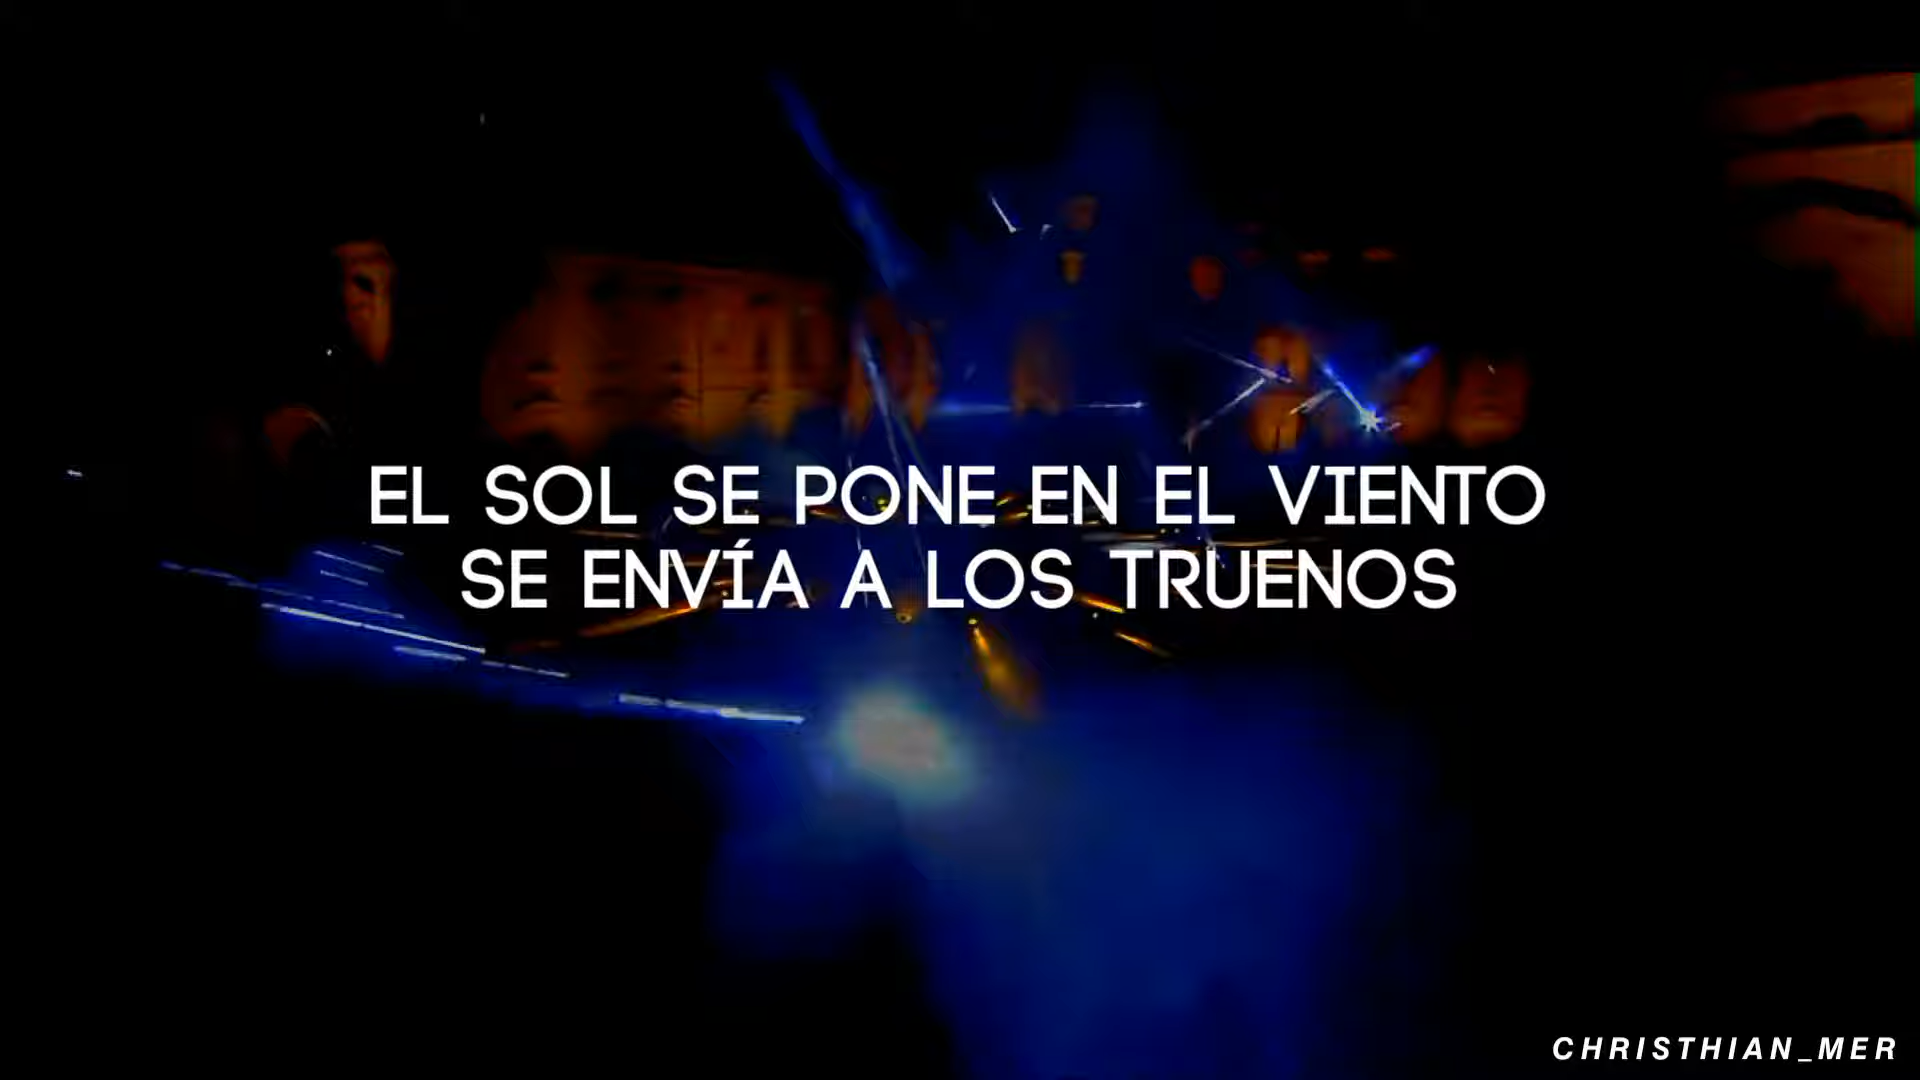 EL SOL SE PONE EN EL VIENTO
SE ENVÍA A LOS TRUENOS
CHRISTHIAN_MER